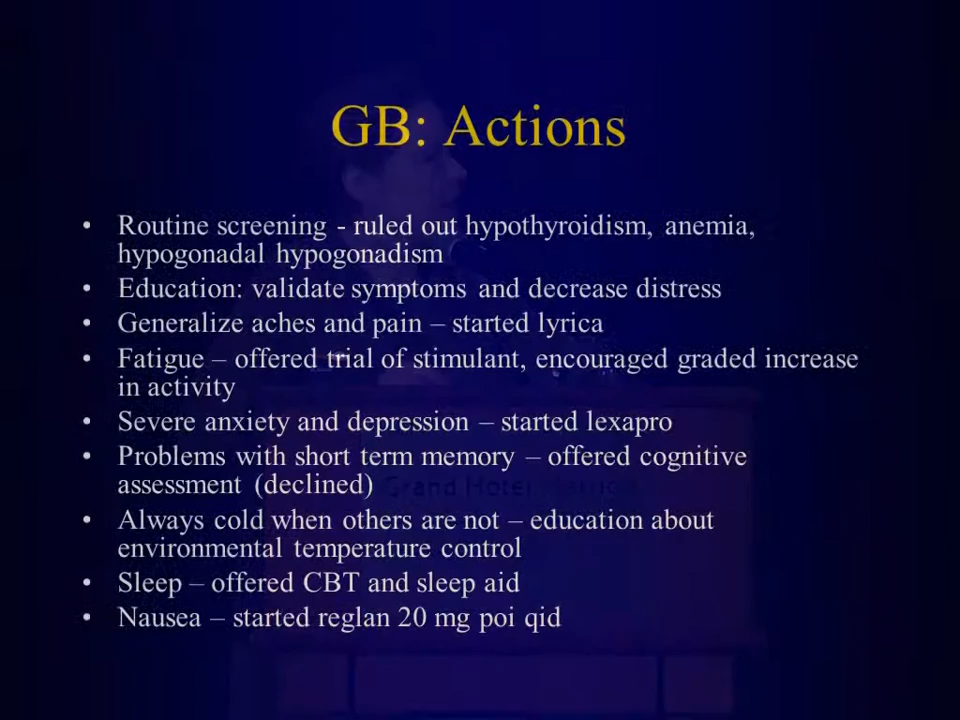 GB: Actions
• Routine screening - ruled out hypothyroidism, anemia,
hypogonadal hypogonadism
• Education: validate symptoms and decrease distress
• Generalize aches and pain – started lyrica
• Fatigue – offered trial of stimulant, encouraged graded increase
in activity
• Severe anxiety and depression – started lexapro
• Problems with short term memory – offered cognitive
assessment (declined)
Grand Hotel
• Always cold when others are not – education about
environmental temperature control
• Sleep – offered CBT and sleep aid
• Nausea – started reglan 20 mg poi qid